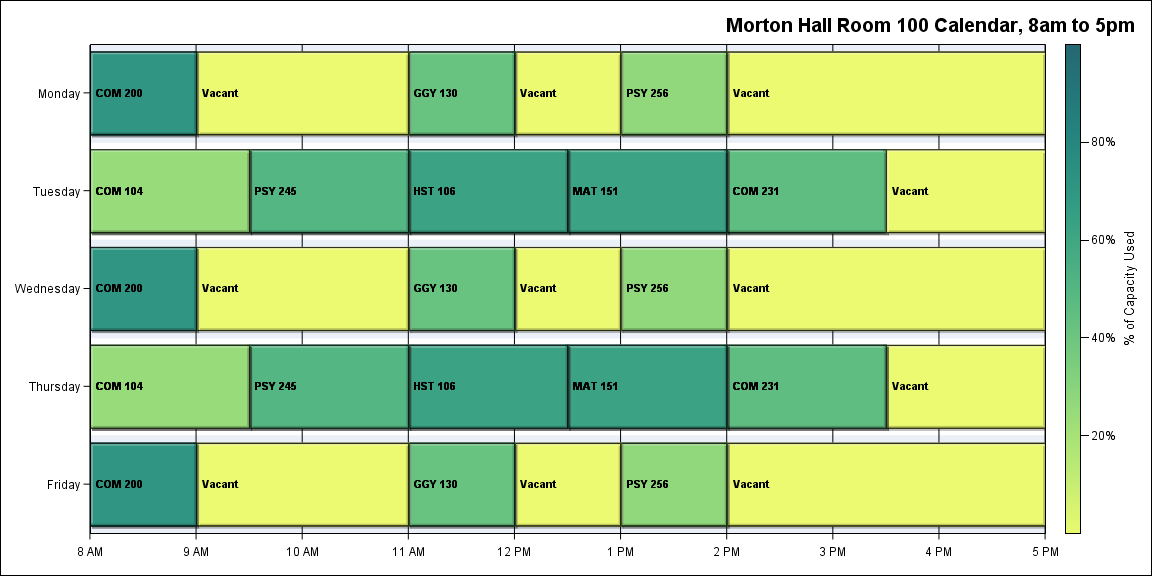 Morton Hall Room 100 Calendar, 8am to 5pm
Monday COM 200 Vacant GGY 130 Vacant PSY 256 Vacant
Tuesday COM 104 PSY 245 HST 106 MAT 151 COM 231 Vacant
Wednesday COM 200 Vacant GGY 130 Vacant PSY 256 Vacant
Thursday COM 104 PSY 245 HST 106 MAT 151 COM 231 Vacant
Friday COM 200 Vacant GGY 130 Vacant PSY 256 Vacant
8 AM 9 AM 10 AM 11 AM 12 PM 1 PM 2 PM 3 PM 4 PM 5 PM
80%
60%
40%
20%
% of Capacity Used